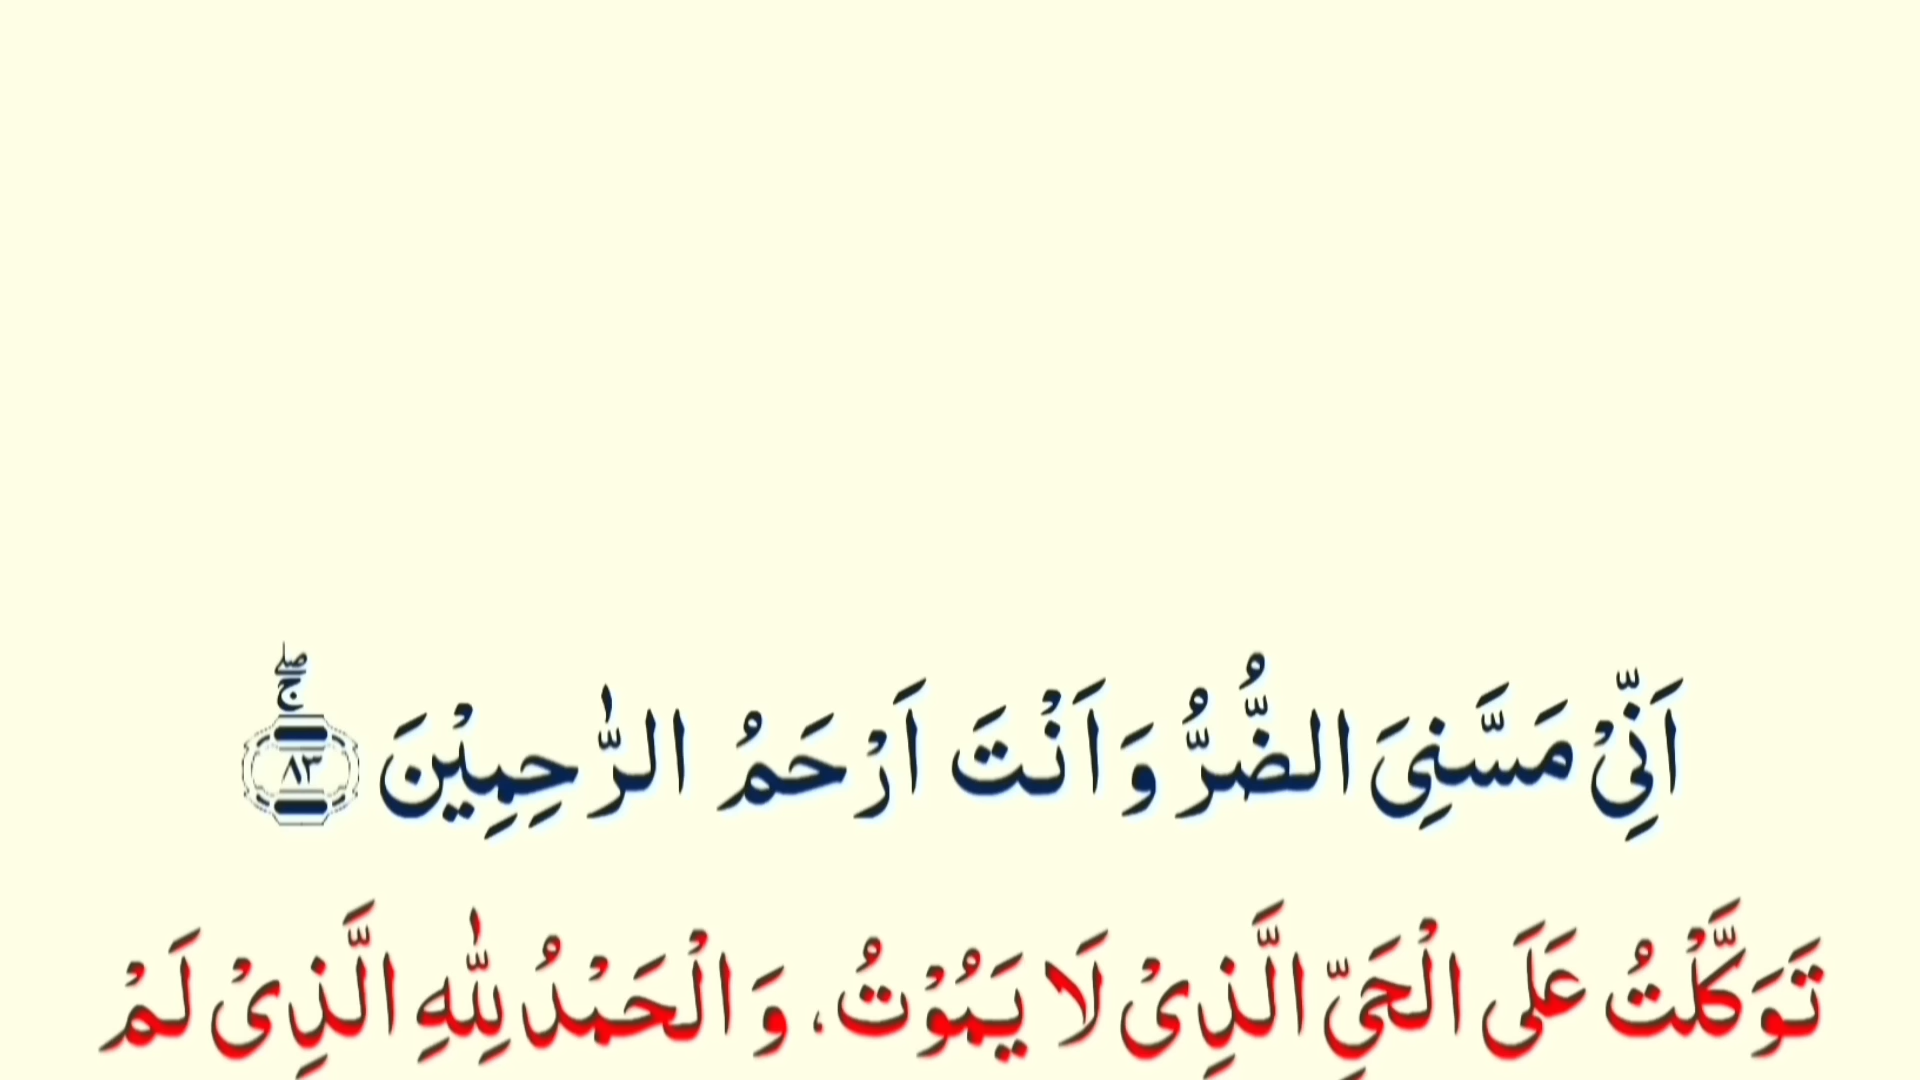 اَنِّیْ مَسَّنِیَ الضُّرُّ وَ اَنْتَ اَرْحَمُ الرّٰحِمِیْنَ ۚۖ ۝۸۳
تَوَكَّلْتُ عَلَی الْحَیِّ الَّذِیْ لَا یَمُوْتُ، وَ الْحَمْدُ لِلّٰهِ الَّذِیْ لَمْ